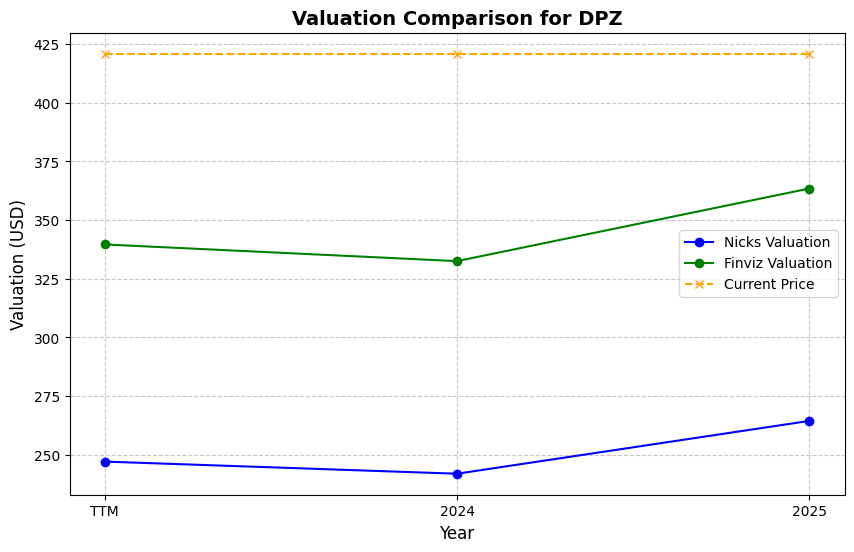 Valuation Comparison for DPZ
425
400
375
350
325
300
275
250
Valuation (USD)
Nicks Valuation
Finviz Valuation
Current Price
TTM
2024
2025
Year